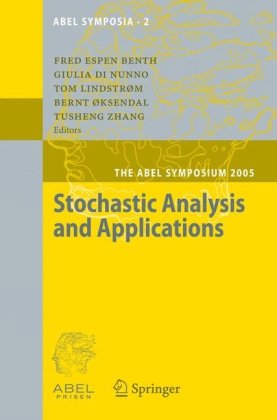 ABEL SYMPOSIA · 2
FRED ESPEN BENTH
GIULIA DI NUNNO
TOM LINDSTRØM
BERNT ØKSENDAL
TUSHENG ZHANG
Editors
THE ABEL SYMPOSIUM 2005
Stochastic Analysis
and Applications
ABEL
PRISEN
Springer